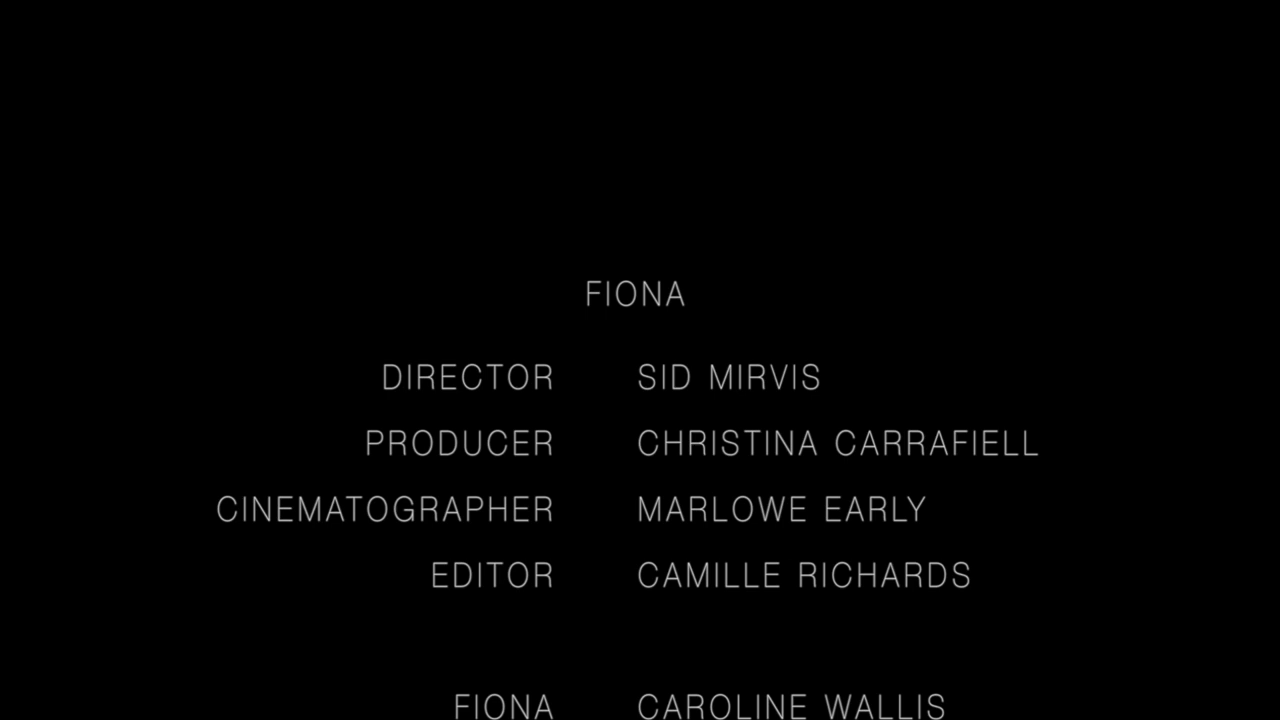 FIONA
DIRECTOR SID MIRVIS
PRODUCER CHRISTINA CARRAFIELL
CINEMATOGRAPHER MARLOWE EARLY
EDITOR CAMILLE RICHARDS
FIONA CAROLINE WALLIS